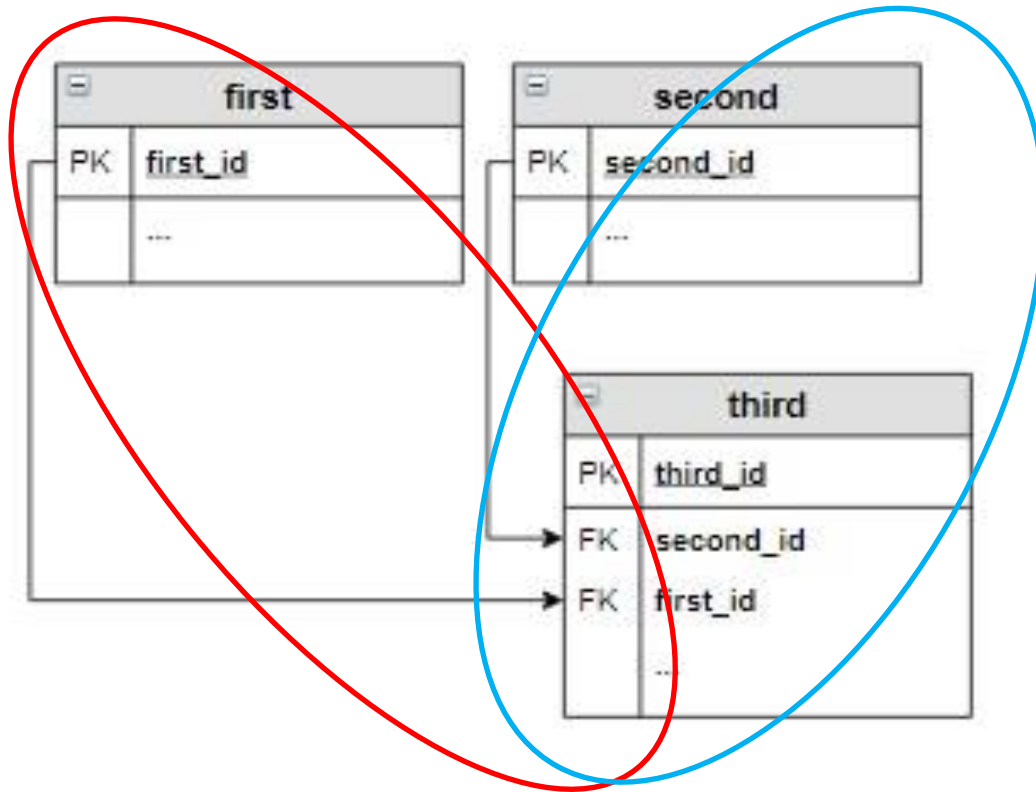 first
PK first_id
...
second
PK second_id
...
third
PK third_id
FK second_id
FK first_id
...